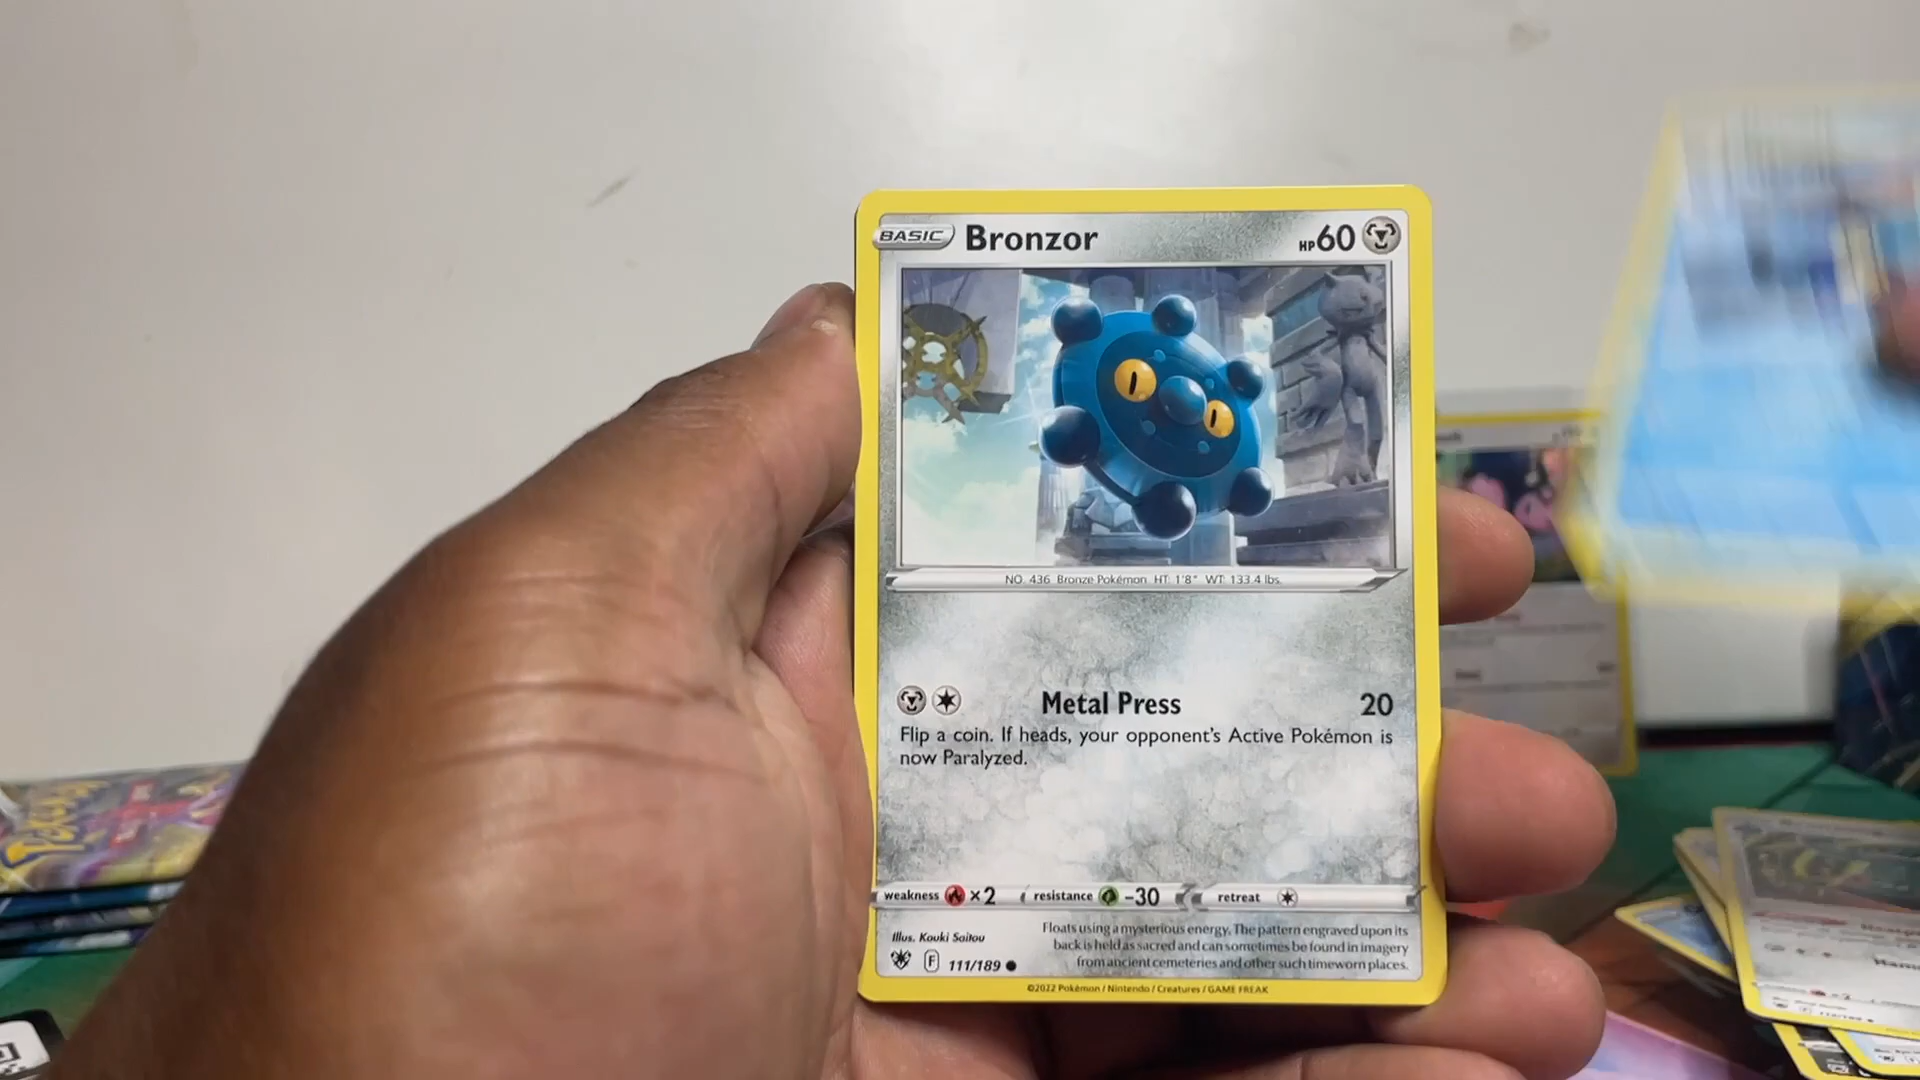 BASIC Bronzor HP60
NO. 436 Bronze Pokémon HT: 1'8" WT: 133.4 lbs.
Metal Press 20
Flip a coin. If heads, your opponent's Active Pokémon is
now Paralyzed.
weakness ×2 resistance -30 retreat
Illus. Kouki Saitou
Floats using a mysterious energy. The pattern engraved upon its
back is held as sacred and can sometimes be found in imagery
from ancient cemeteries and other such timeworn places.
F 111/189
©2022 Pokémon / Nintendo / Creatures / GAME FREAK